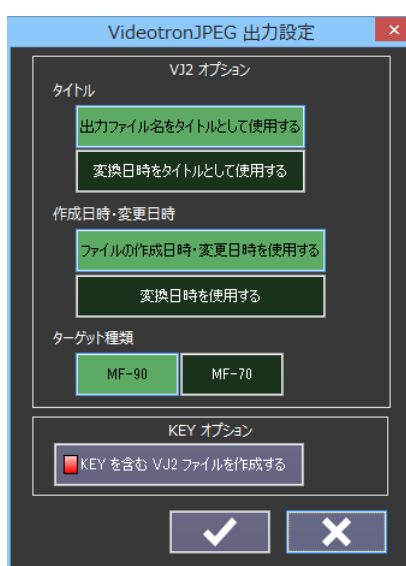 VideotronJPEG 出力設定
VJ2 オプション
タイトル
出力ファイル名をタイトルとして使用する
変換日時をタイトルとして使用する
作成日時・変更日時
ファイルの作成日時・変更日時を使用する
変換日時を使用する
ターゲット種類
MF-90 MF-70
KEY オプション
KEY を含む VJ2 ファイルを作成する